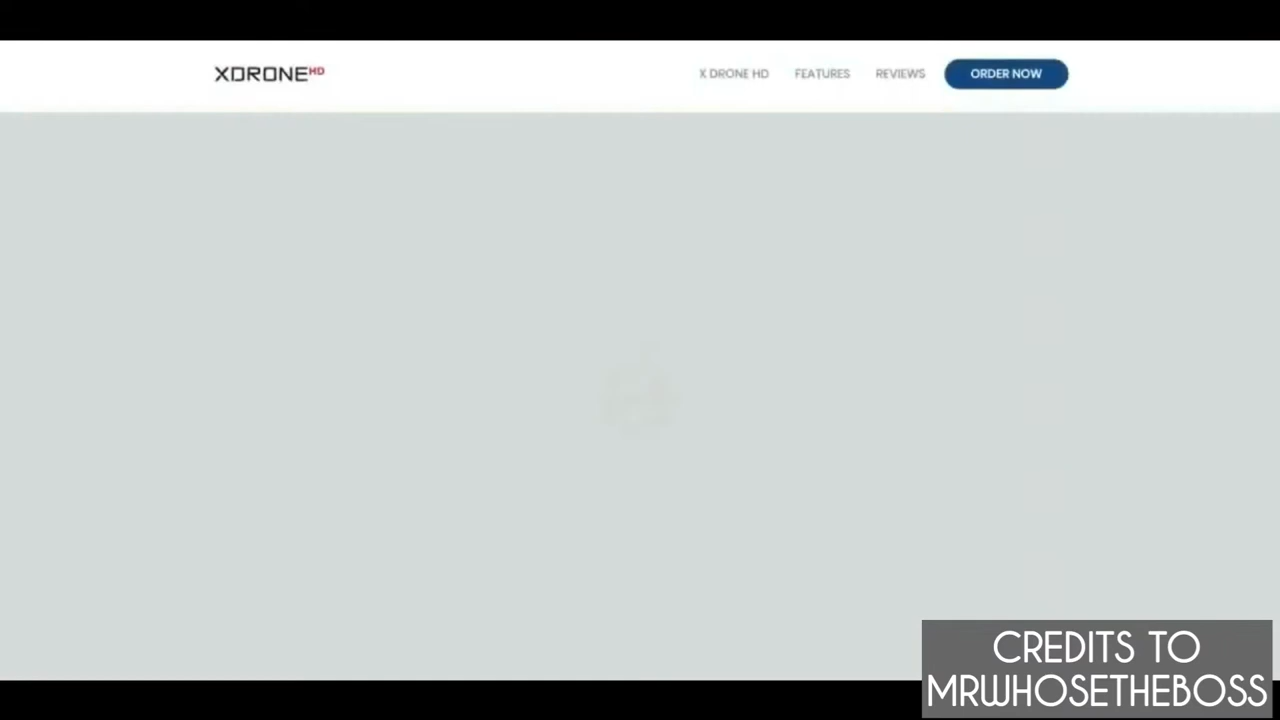 XDRONE HD
X DRONE HD
FEATURES
REVIEWS
ORDER NOW
CREDITS TO
MRWHOSETHEBOSS